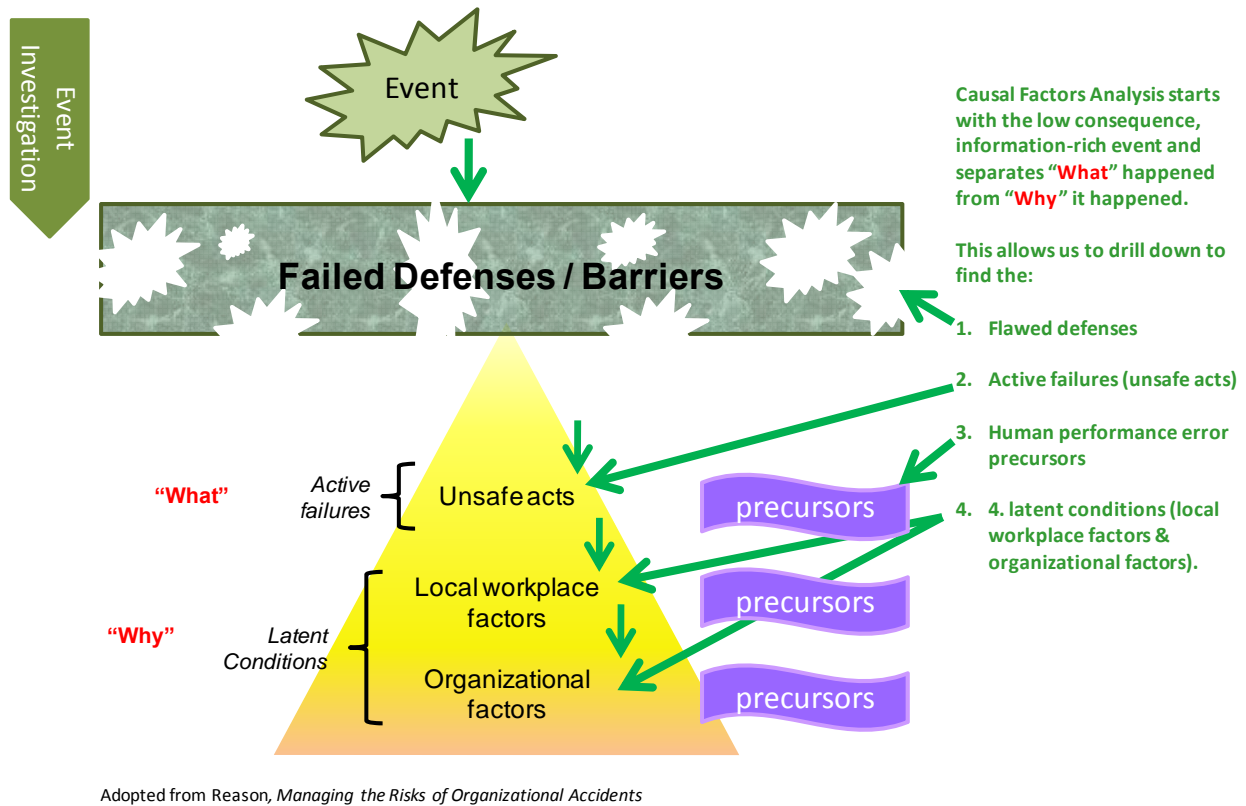 Event
Investigation
Event
Failed Defenses / Barriers
Causal Factors Analysis starts
with the low consequence,
information-rich event and
separates “What” happened
from “Why” it happened.
This allows us to drill down to
find the:
1. Flawed defenses
2. Active failures (unsafe acts)
3. Human performance error
precursors
4. 4. latent conditions (local
workplace factors &
organizational factors).
“What”
Active
failures
Unsafe acts
precursors
“Why”
Latent
Conditions
Local workplace
factors
precursors
Organizational
factors
precursors
Adopted from Reason, Managing the Risks of Organizational Accidents